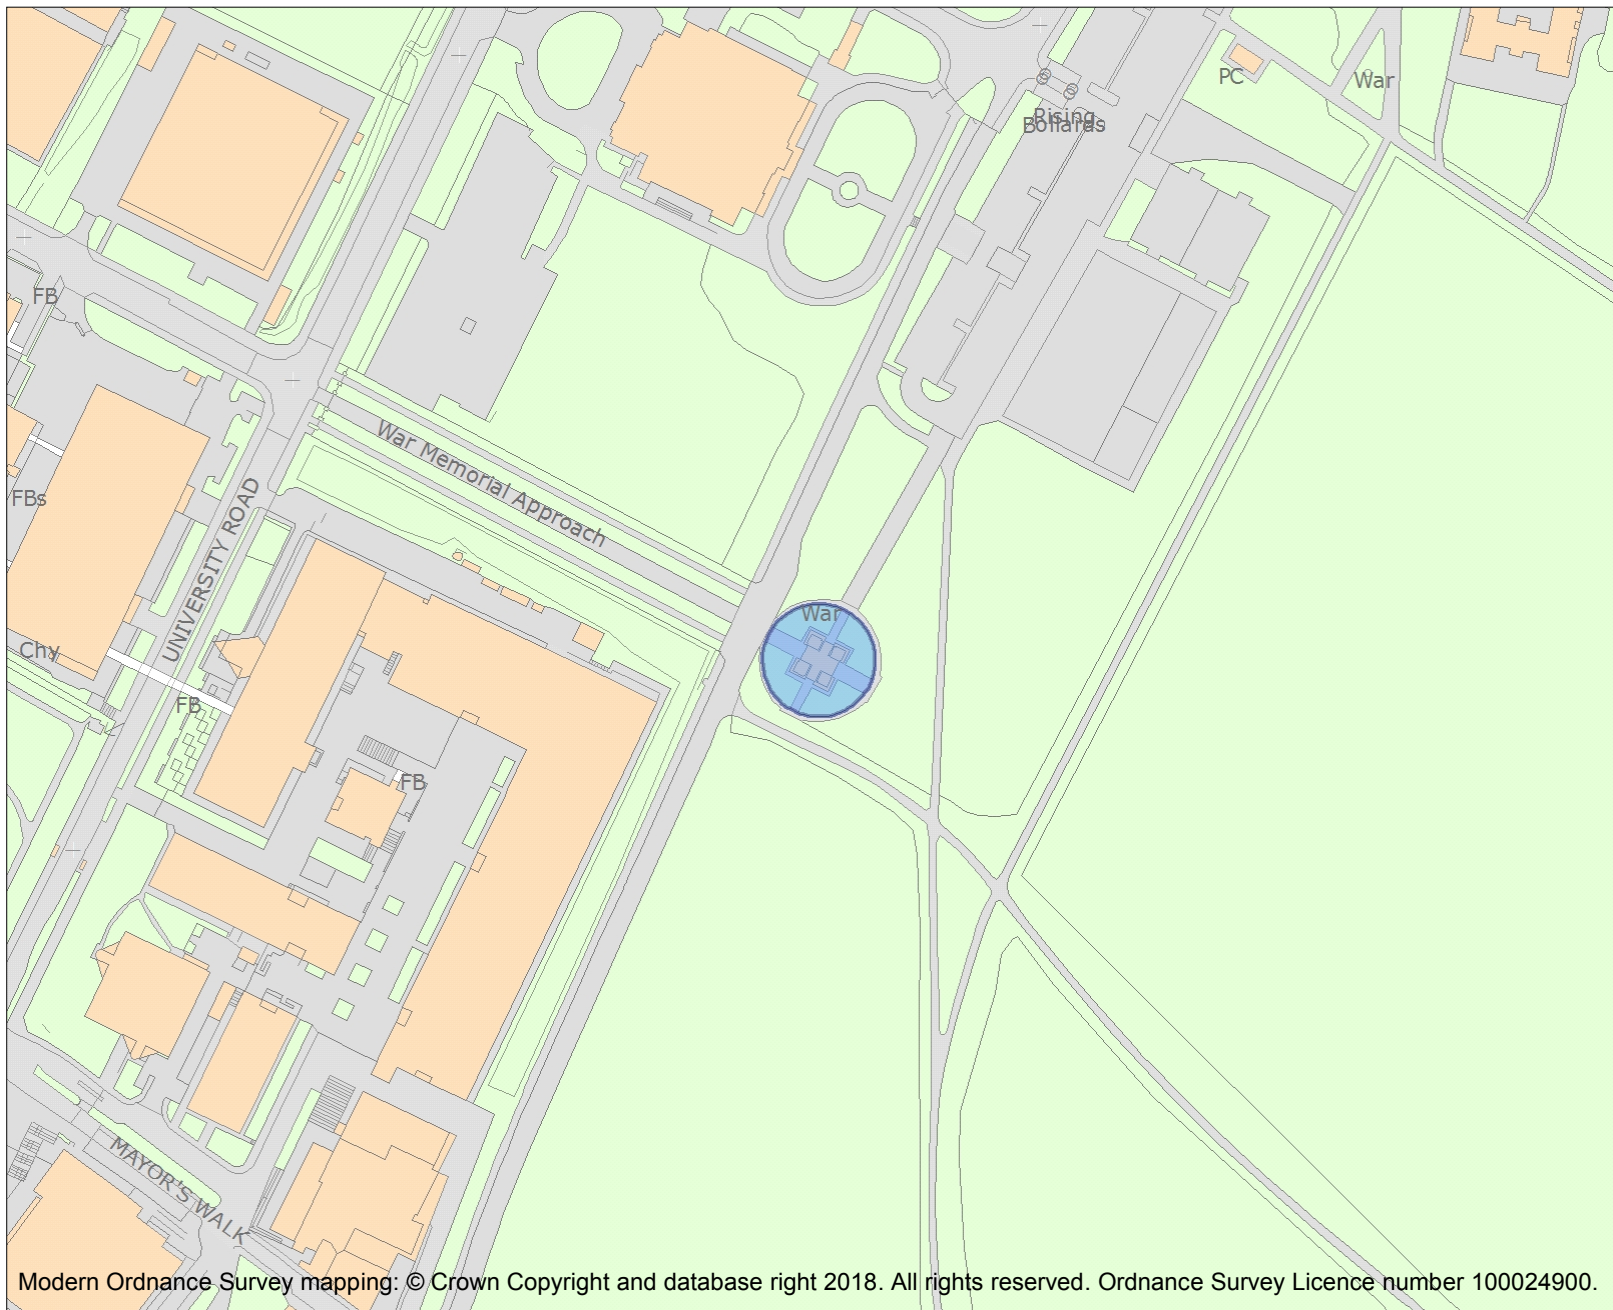 PC
War
Rising
Bollards
FB
War Memorial Approach
FBs
UNIVERSITY ROAD
War
Chy
FB
FB
MAYOR'S WALK
Modern Ordnance Survey mapping: © Crown Copyright and database right 2018. All rights reserved. Ordnance Survey Licence number 100024900.